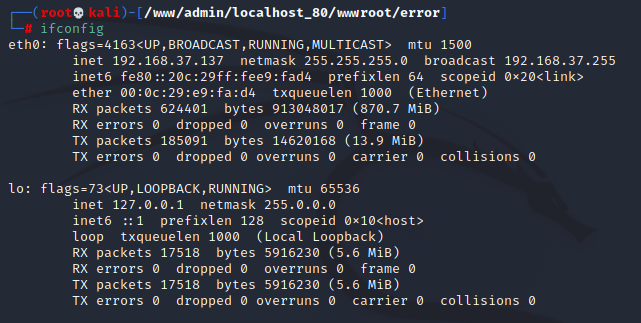 ┌──(root💀kali)-[/www/admin/localhost_80/wwwroot/error]
└─# ifconfig
eth0: flags=4163<UP,BROADCAST,RUNNING,MULTICAST>  mtu 1500
        inet 192.168.37.137  netmask 255.255.255.0  broadcast 192.168.37.255
        inet6 fe80::20c:29ff:fee9:fad4  prefixlen 64  scopeid 0×20<link>
        ether 00:0c:29:e9:fa:d4  txqueuelen 1000  (Ethernet)
        RX packets 624401  bytes 913048017 (870.7 MiB)
        RX errors 0  dropped 0  overruns 0  frame 0
        TX packets 185091  bytes 14620168 (13.9 MiB)
        TX errors 0  dropped 0 overruns 0  carrier 0  collisions 0

lo: flags=73<UP,LOOPBACK,RUNNING>  mtu 65536
        inet 127.0.0.1  netmask 255.0.0.0
        inet6 ::1  prefixlen 128  scopeid 0×10<host>
        loop  txqueuelen 1000  (Local Loopback)
        RX packets 17518  bytes 5916230 (5.6 MiB)
        RX errors 0  dropped 0  overruns 0  frame 0
        TX packets 17518  bytes 5916230 (5.6 MiB)
        TX errors 0  dropped 0 overruns 0  carrier 0  collisions 0